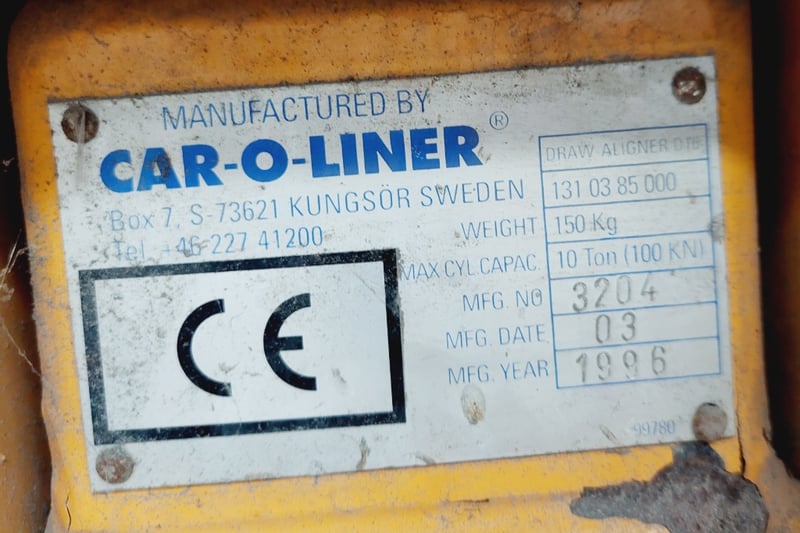 MANUFACTURED BY
CAR-O-LINER ®
Box 7, S-73621 KUNGSÖR SWEDEN
Tel. +46-227 41200
CE
DRAW-ALIGNER
131 03 85 000
WEIGHT 150 Kg
MAX.CYL.CAPAC. 10 Ton (100 KN)
MFG. NO 3204
MFG. DATE 03
MFG. YEAR 1996
99780